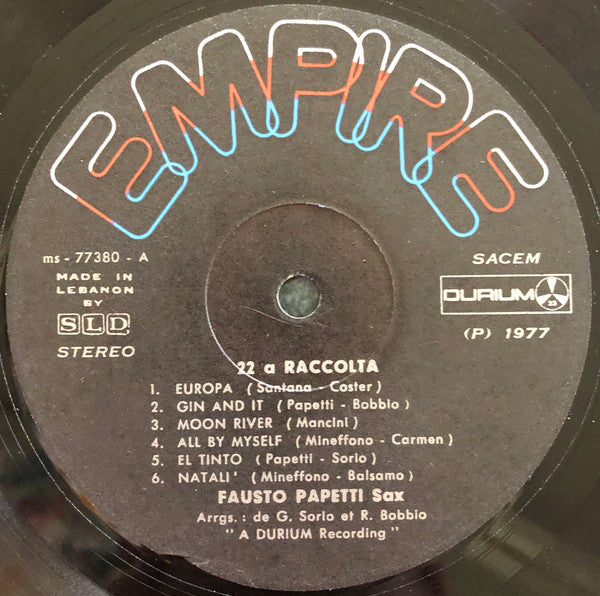 EMPIRE
ms - 77380 - A
MADE IN
LEBANON
BY
SLD
STEREO
SACEM
DURIUM 33
(P) 1977
22 a RACCOLTA
1. EUROPA ( Santana - Coster )
2. GIN AND IT ( Papetti - Bobbio )
3. MOON RIVER ( Mancini )
4. ALL BY MYSELF ( Mineffono - Carmen )
5. EL TINTO ( Papetti - Sorio )
6. NATALI' ( Mineffono - Balsamo )
FAUSTO PAPETTI Sax
Arrgs. : de G. Sorio et R. Bobbio
" A DURIUM Recording "